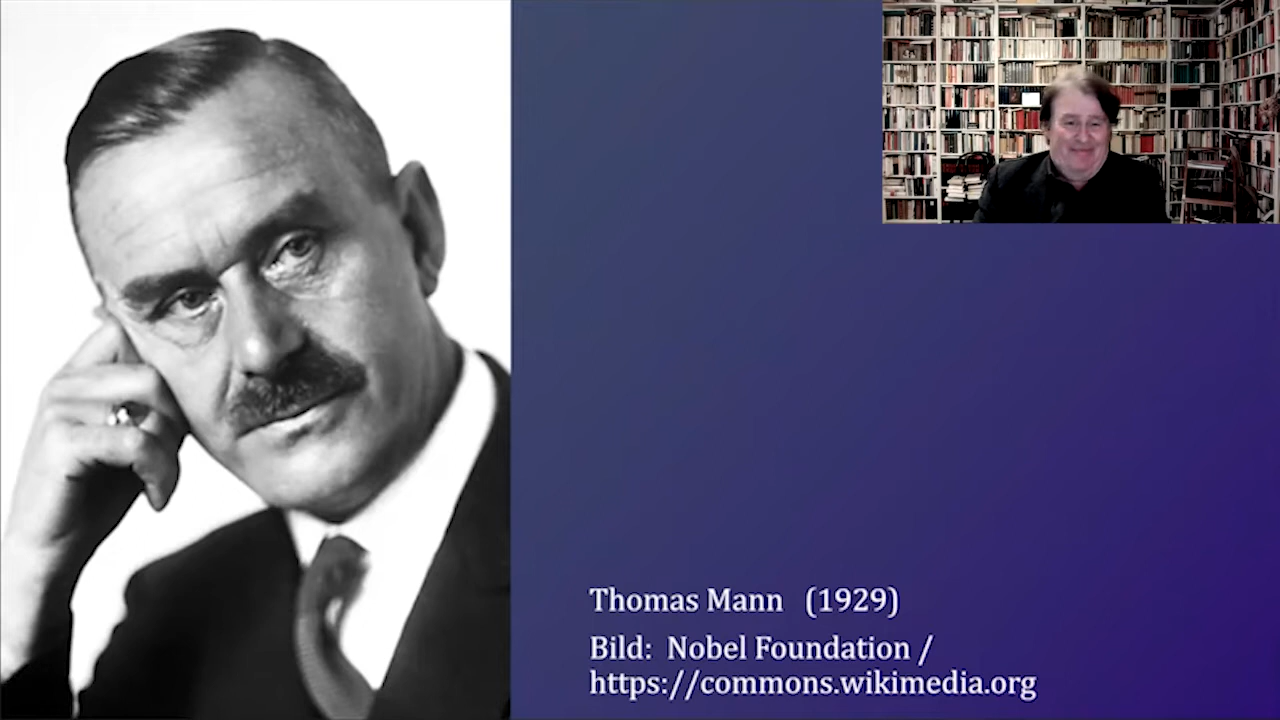 Thomas Mann (1929)
Bild: Nobel Foundation /
https://commons.wikimedia.org